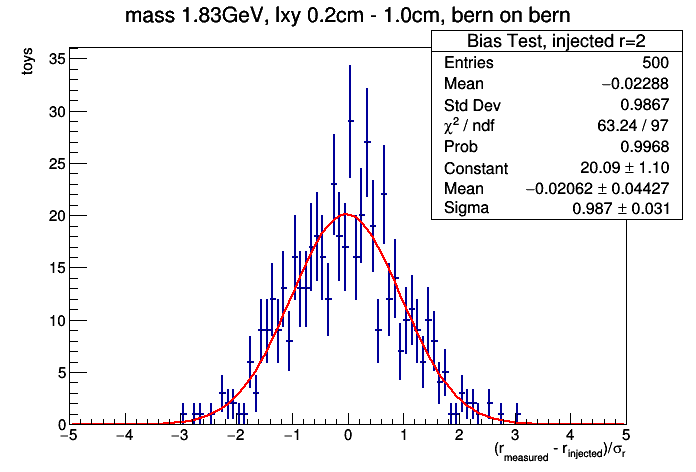 mass 1.83GeV, lxy 0.2cm - 1.0cm, bern on bern
Bias Test, injected r=2
Entries 500
Mean −0.02288
Std Dev 0.9867
χ² / ndf 63.24 / 97
Prob 0.9968
Constant 20.09 ± 1.10
Mean −0.02062 ± 0.04427
Sigma 0.987 ± 0.031
toys
35
30
25
20
15
10
5
0
−5 −4 −3 −2 −1 0 1 2 3 4 5
(r_measured - r_injected)/σ_r